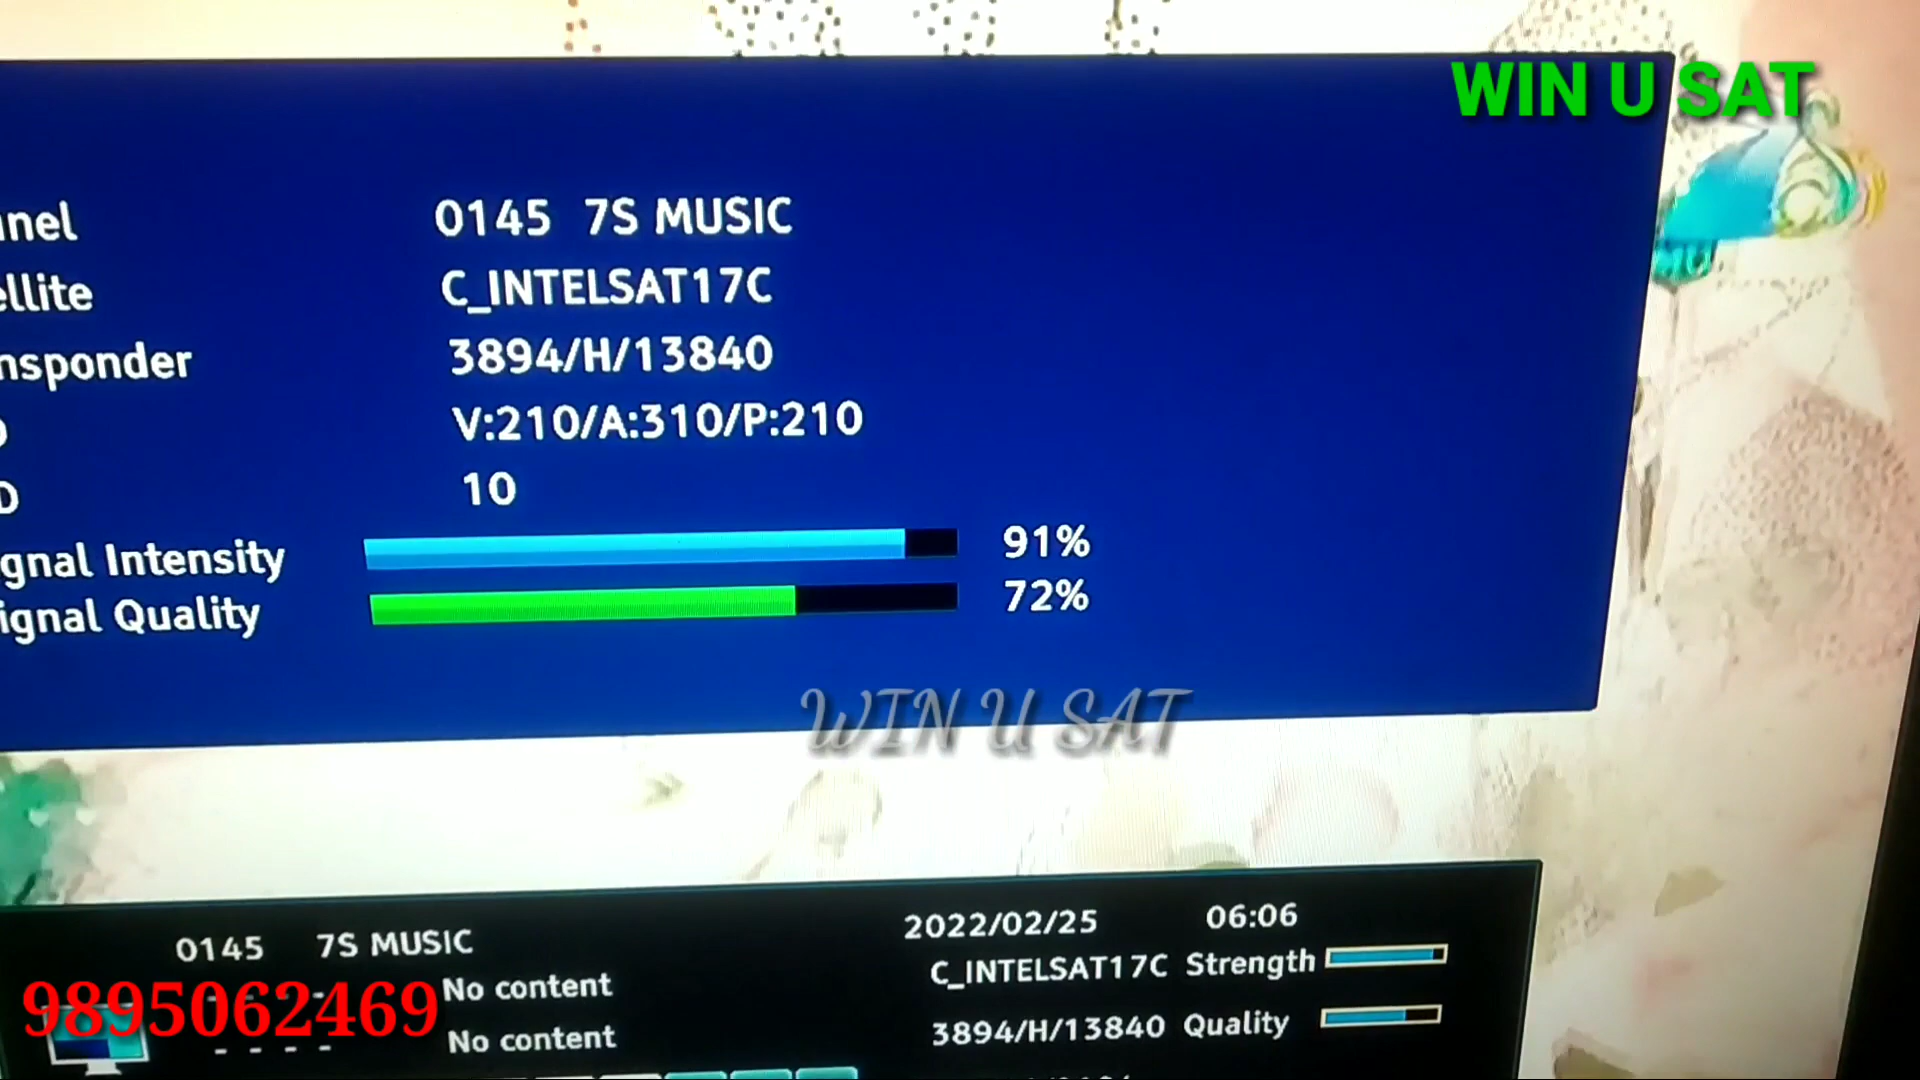 WIN U SAT
nnel 0145 7S MUSIC
ellite C_INTELSAT17C
nsponder 3894/H/13840
V:210/A:310/P:210
D 10
gnal Intensity 91%
ignal Quality 72%
WIN U SAT
0145 7S MUSIC 2022/02/25 06:06
No content C_INTELSAT17C Strength
9895062469
- - - - No content 3894/H/13840 Quality